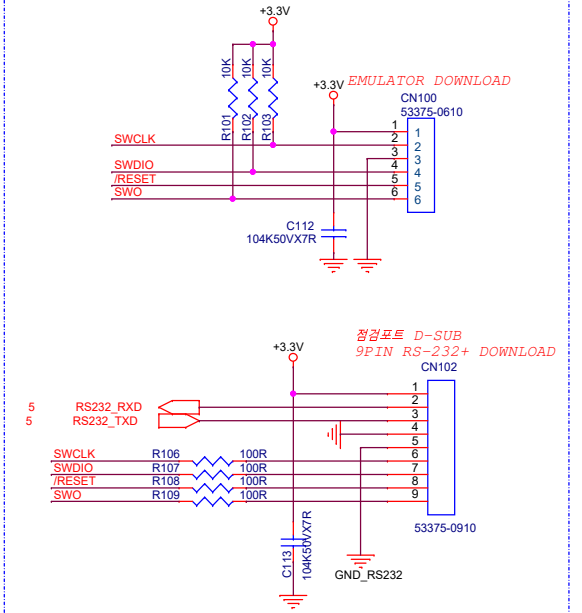 +3.3V
10K
10K
10K
R101
R102
R103
+3.3V
EMULATOR DOWNLOAD
CN100
53375-0610
SWCLK
SWDIO
/RESET
SWO
1
2
3
4
5
6
1
2
3
4
5
6
C112
104K50VX7R
점검포트 D-SUB
9PIN RS-232+ DOWNLOAD
CN102
+3.3V
5 RS232_RXD
5 RS232_TXD
1
2
3
4
5
6
7
8
9
SWCLK R106 100R
SWDIO R107 100R
/RESET R108 100R
SWO R109 100R
53375-0910
C113
104K50VX7R
GND_RS232